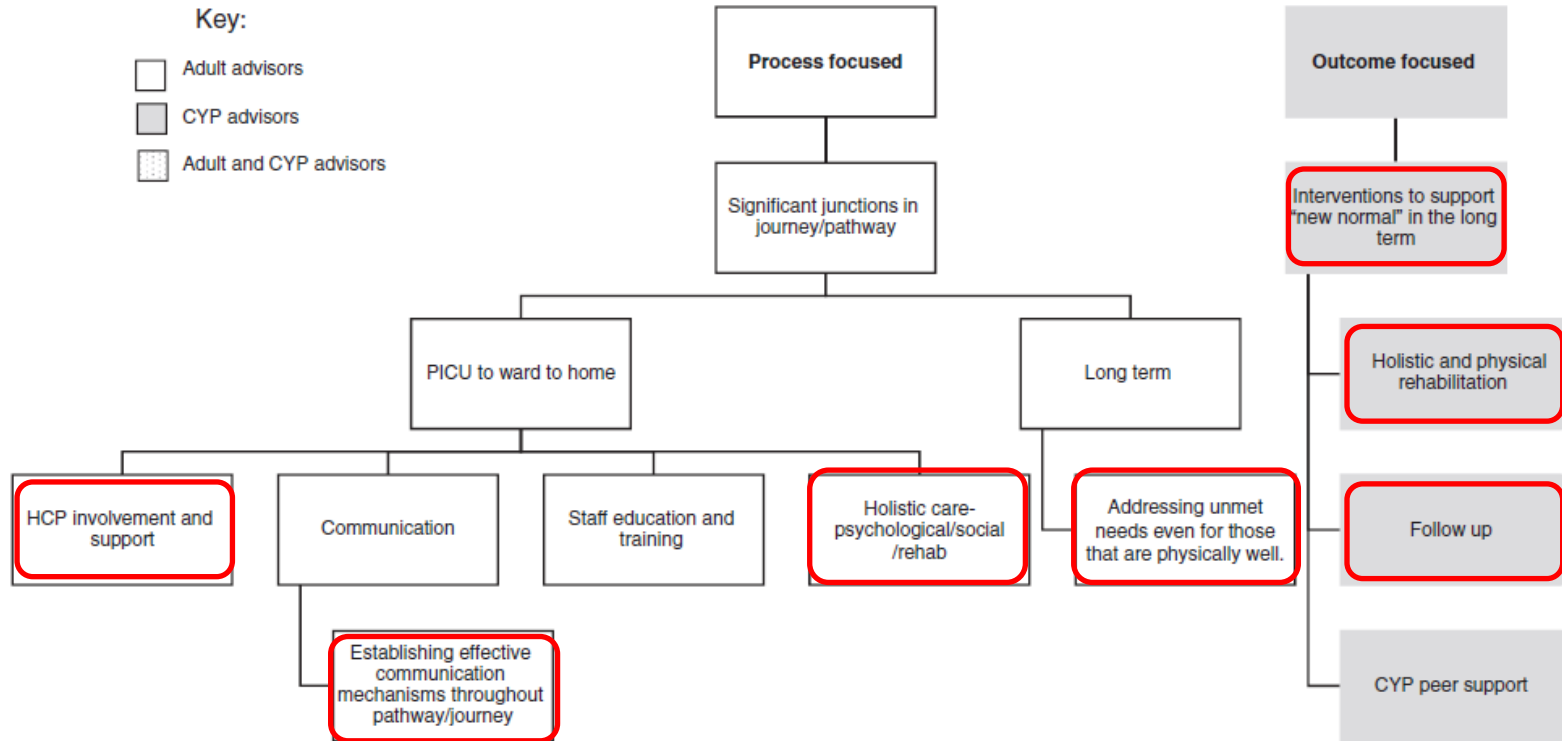 Key:
Adult advisors
CYP advisors
Adult and CYP advisors
Process focused
Outcome focused
Significant junctions in
journey/pathway
Interventions to support
"new normal" in the long
term
PICU to ward to home
Long term
Holistic and physical
rehabilitation
HCP involvement and
support
Communication
Staff education and
training
Holistic care-
psychological/social
/rehab
Addressing unmet
needs even for those
that are physically well.
Follow up
Establishing effective
communication
mechanisms throughout
pathway/journey
CYP peer support